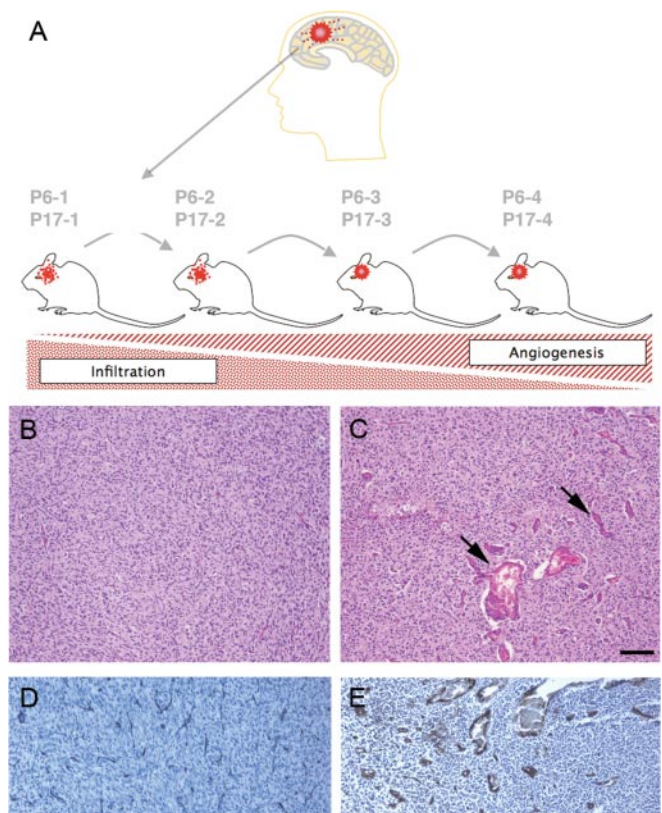 A
P6-1 P6-2 P6-3 P6-4
P17-1 P17-2 P17-3 P17-4
Infiltration
Angiogenesis
B
C
D
E